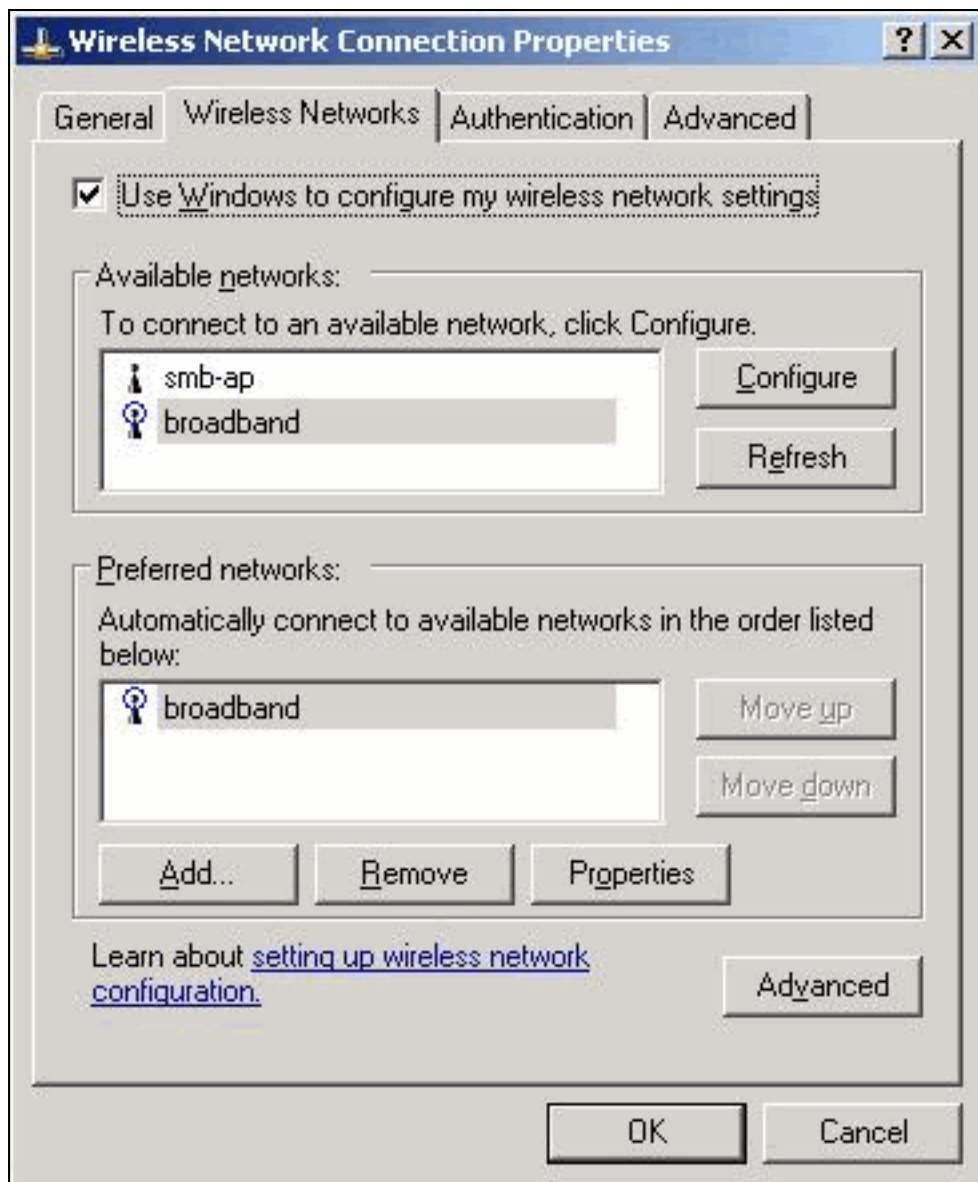 Wireless Network Connection Properties
General Wireless Networks Authentication Advanced
Use Windows to configure my wireless network settings
Available networks:
To connect to an available network, click Configure.
smb-ap
broadband
Configure
Refresh
Preferred networks:
Automatically connect to available networks in the order listed
below:
broadband
Move up
Move down
Add... Remove Properties
Learn about setting up wireless network
configuration.
Advanced
OK Cancel